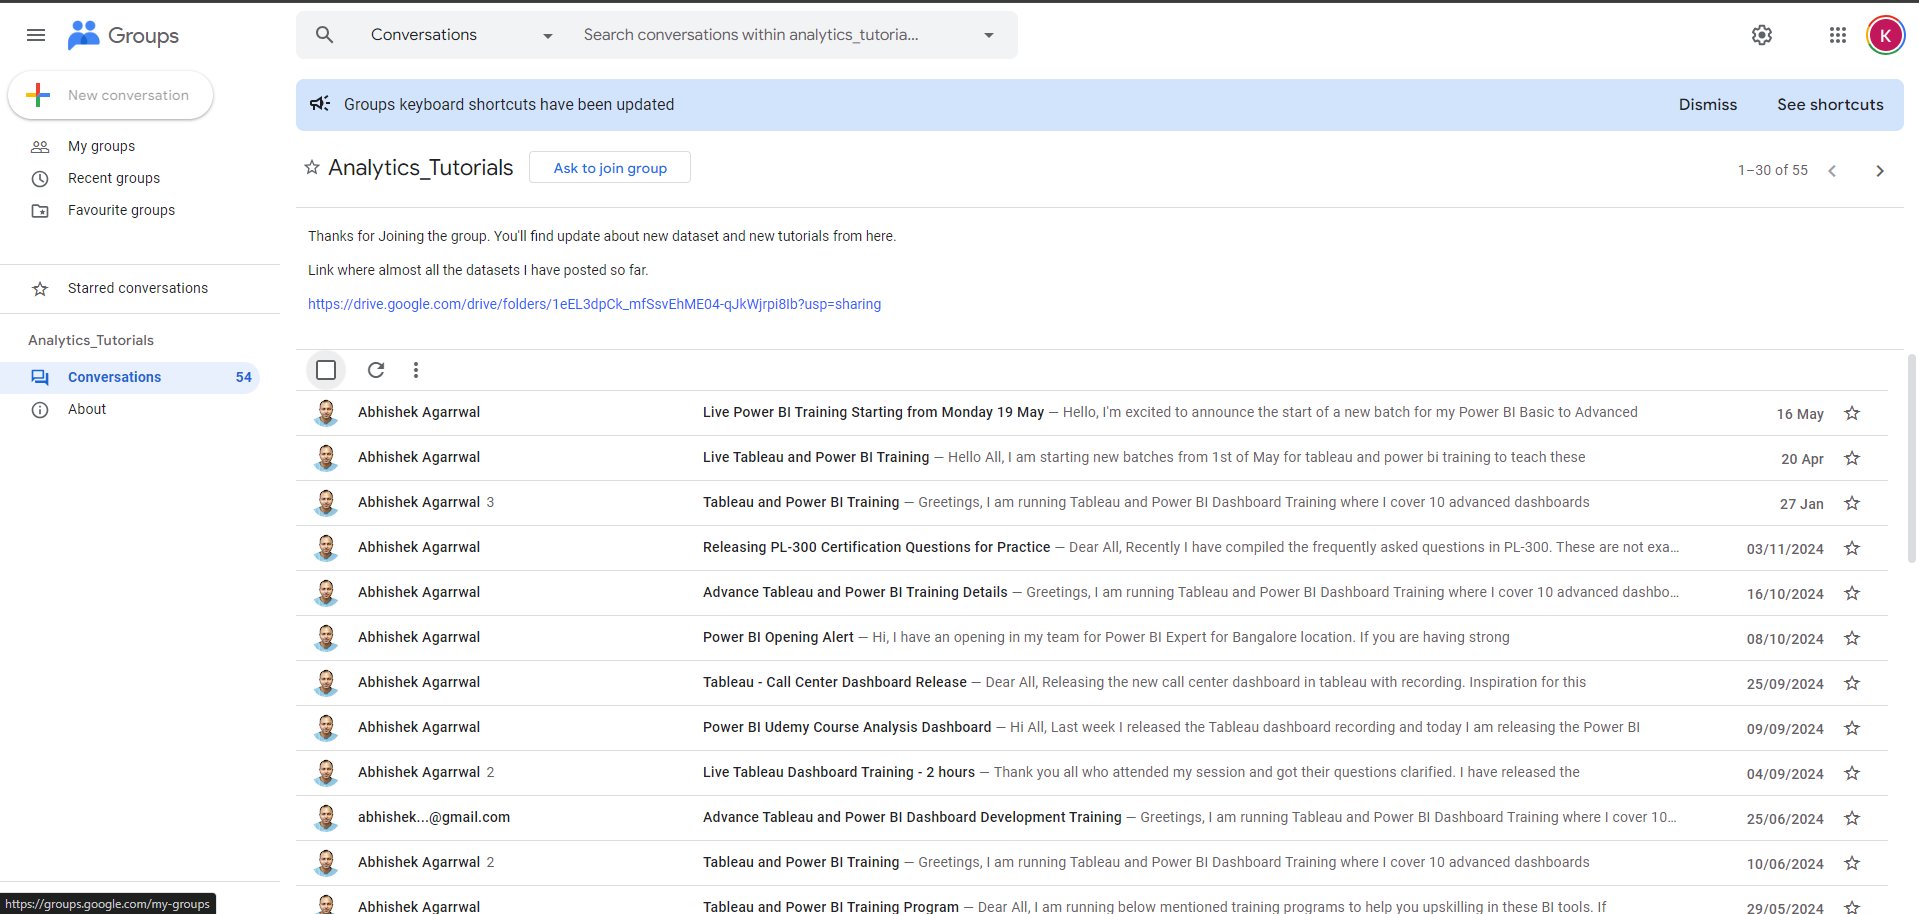 Groups
Conversations
Search conversations within analytics_tutoria...
K
New conversation
My groups
Recent groups
Favourite groups
Starred conversations
Analytics_Tutorials
Conversations 54
About
Groups keyboard shortcuts have been updated Dismiss See shortcuts
Analytics_Tutorials Ask to join group 1–30 of 55
Thanks for Joining the group. You'll find update about new dataset and new tutorials from here.
Link where almost all the datasets I have posted so far.
https://drive.google.com/drive/folders/1eEL3dpCk_mfSsvEhME04-qJkWjrpi8Ib?usp=sharing
Abhishek Agarrwal Live Power BI Training Starting from Monday 19 May — Hello, I'm excited to announce the start of a new batch for my Power BI Basic to Advanced 16 May
Abhishek Agarrwal Live Tableau and Power BI Training — Hello All, I am starting new batches from 1st of May for tableau and power bi training to teach these 20 Apr
Abhishek Agarrwal 3 Tableau and Power BI Training — Greetings, I am running Tableau and Power BI Dashboard Training where I cover 10 advanced dashboards 27 Jan
Abhishek Agarrwal Releasing PL-300 Certification Questions for Practice — Dear All, Recently I have compiled the frequently asked questions in PL-300. These are not exa... 03/11/2024
Abhishek Agarrwal Advance Tableau and Power BI Training Details — Greetings, I am running Tableau and Power BI Dashboard Training where I cover 10 advanced dashbo... 16/10/2024
Abhishek Agarrwal Power BI Opening Alert — Hi, I have an opening in my team for Power BI Expert for Bangalore location. If you are having strong 08/10/2024
Abhishek Agarrwal Tableau - Call Center Dashboard Release — Dear All, Releasing the new call center dashboard in tableau with recording. Inspiration for this 25/09/2024
Abhishek Agarrwal Power BI Udemy Course Analysis Dashboard — Hi All, Last week I released the Tableau dashboard recording and today I am releasing the Power BI 09/09/2024
Abhishek Agarrwal 2 Live Tableau Dashboard Training - 2 hours — Thank you all who attended my session and got their questions clarified. I have released the 04/09/2024
abhishek...@gmail.com Advance Tableau and Power BI Dashboard Development Training — Greetings, I am running Tableau and Power BI Dashboard Training where I cover 10... 25/06/2024
Abhishek Agarrwal 2 Tableau and Power BI Training — Greetings, I am running Tableau and Power BI Dashboard Training where I cover 10 advanced dashboards 10/06/2024
Abhishek Agarrwal Tableau and Power BI Training Program — Dear All, I am running below mentioned training programs to help you upskilling in these BI tools. If 29/05/2024
https://groups.google.com/my-groups